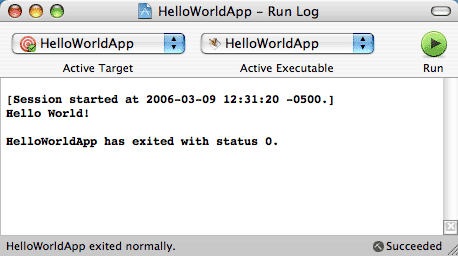 HelloWorldApp – Run Log
HelloWorldApp
HelloWorldApp
Active Target
Active Executable
Run
[Session started at 2006-03-09 12:31:20 -0500.]
Hello World!
HelloWorldApp has exited with status 0.
HelloWorldApp exited normally.
Succeeded